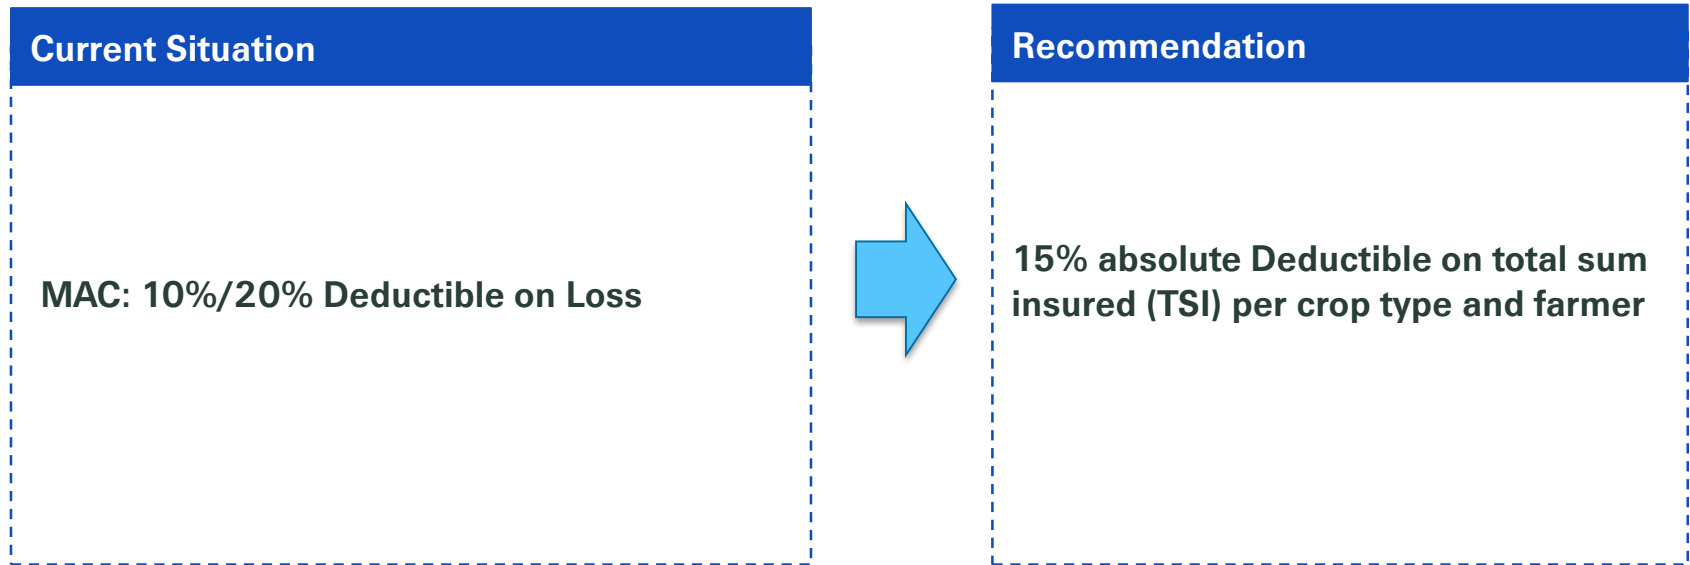 Current Situation
MAC: 10%/20% Deductible on Loss
Recommendation
15% absolute Deductible on total sum
insured (TSI) per crop type and farmer